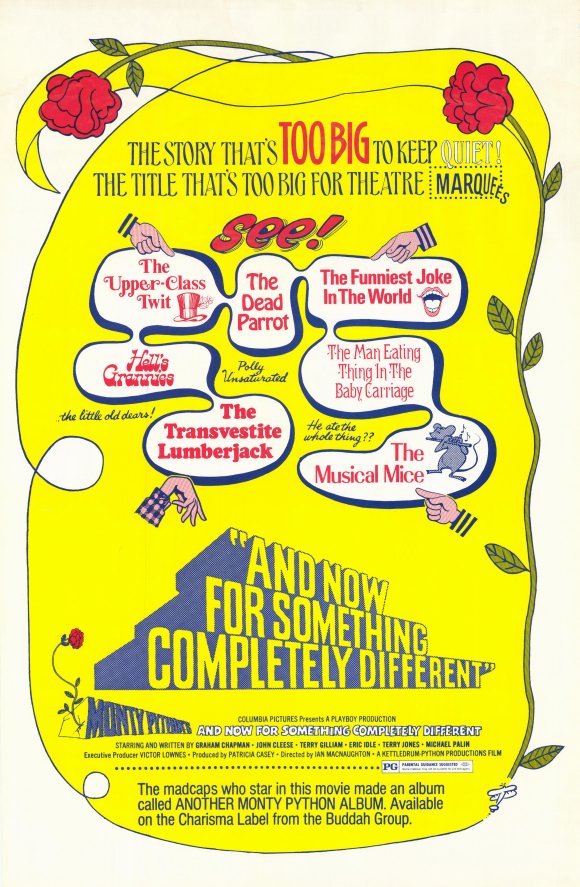 THE STORY THAT'S TOO BIG TO KEEP QUIET!
THE TITLE THAT'S TOO BIG FOR THEATRE MARQUEES
see!
The
Upper-Class
Twit
The
Dead
Parrot
The Funniest Joke
In The World
Hell's
Grannies
Polly
Unsaturated
The Man Eating
Thing In The
Baby Carriage
..the little old dears!
The
Transvestite
Lumberjack
He ate the
whole thing??
The
Musical Mice
"AND NOW
FOR SOMETHING
COMPLETELY DIFFERENT"
COLUMBIA PICTURES Presents A PLAYBOY PRODUCTION
MONTY PYTHON'S AND NOW FOR SOMETHING COMPLETELY DIFFERENT
STARRING AND WRITTEN BY GRAHAM CHAPMAN • JOHN CLEESE • TERRY GILLIAM • ERIC IDLE • TERRY JONES • MICHAEL PALIN
Executive Producer VICTOR LOWNES • Produced by PATRICIA CASEY • Directed by IAN MACNAUGHTON • A KETTLEDRUM-PYTHON PRODUCTIONS FILM
PG PARENTAL GUIDANCE SUGGESTED
The madcaps who star in this movie made an album
called ANOTHER MONTY PYTHON ALBUM. Available
on the Charisma Label from the Buddah Group.